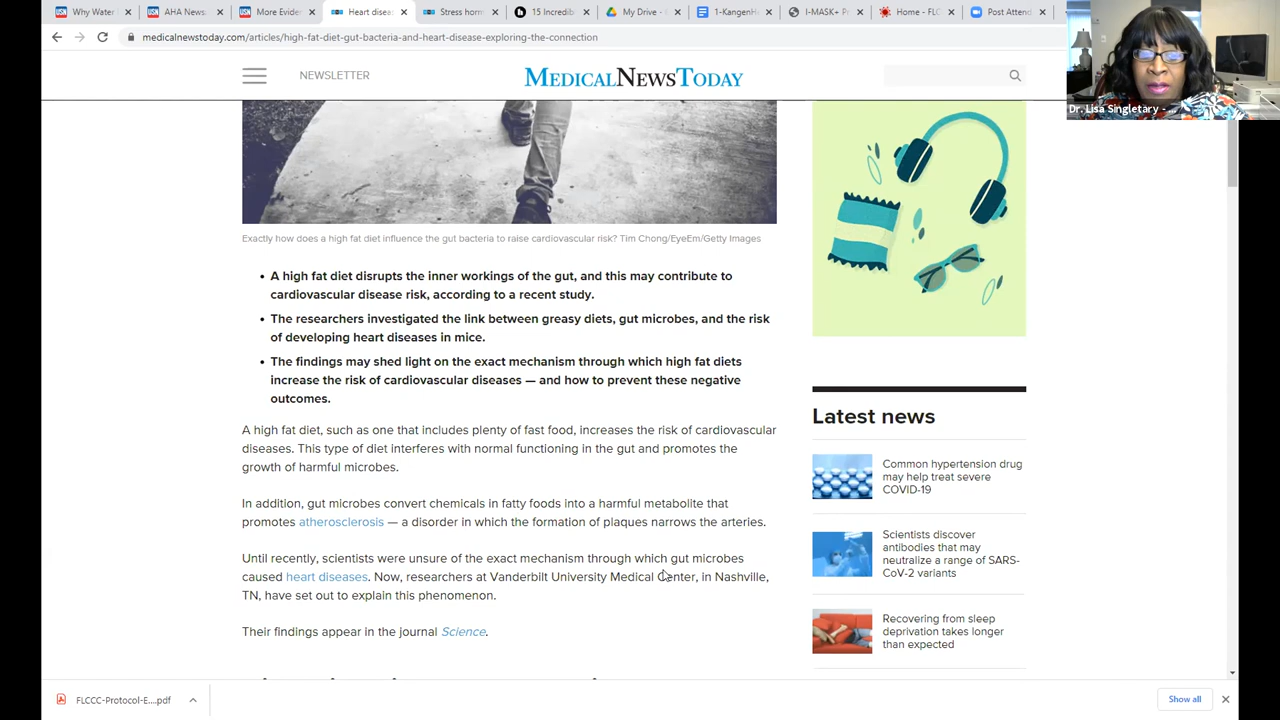 Why Water
AHA News:
More Eviden
Heart diseas
Stress horm
15 Incredib
My Drive -
1-KangenH
I-MASK+ P
Home - FLC
Post Attend
medicalnewstoday.com/articles/high-fat-diet-gut-bacteria-and-heart-disease-exploring-the-connection
NEWSLETTER
MEDICALNEWSTODAY
Dr. Lisa Singletary -
Exactly how does a high fat diet influence the gut bacteria to raise cardiovascular risk? Tim Chong/EyeEm/Getty Images
• A high fat diet disrupts the inner workings of the gut, and this may contribute to
cardiovascular disease risk, according to a recent study.
• The researchers investigated the link between greasy diets, gut microbes, and the risk
of developing heart diseases in mice.
• The findings may shed light on the exact mechanism through which high fat diets
increase the risk of cardiovascular diseases — and how to prevent these negative
outcomes.
A high fat diet, such as one that includes plenty of fast food, increases the risk of cardiovascular
diseases. This type of diet interferes with normal functioning in the gut and promotes the
growth of harmful microbes.
In addition, gut microbes convert chemicals in fatty foods into a harmful metabolite that
promotes atherosclerosis — a disorder in which the formation of plaques narrows the arteries.
Until recently, scientists were unsure of the exact mechanism through which gut microbes
caused heart diseases. Now, researchers at Vanderbilt University Medical Center, in Nashville,
TN, have set out to explain this phenomenon.
Their findings appear in the journal Science.
Latest news
Common hypertension drug
may help treat severe
COVID-19
Scientists discover
antibodies that may
neutralize a range of SARS-
CoV-2 variants
Recovering from sleep
deprivation takes longer
than expected
FLCCC-Protocol-E....pdf
Show all